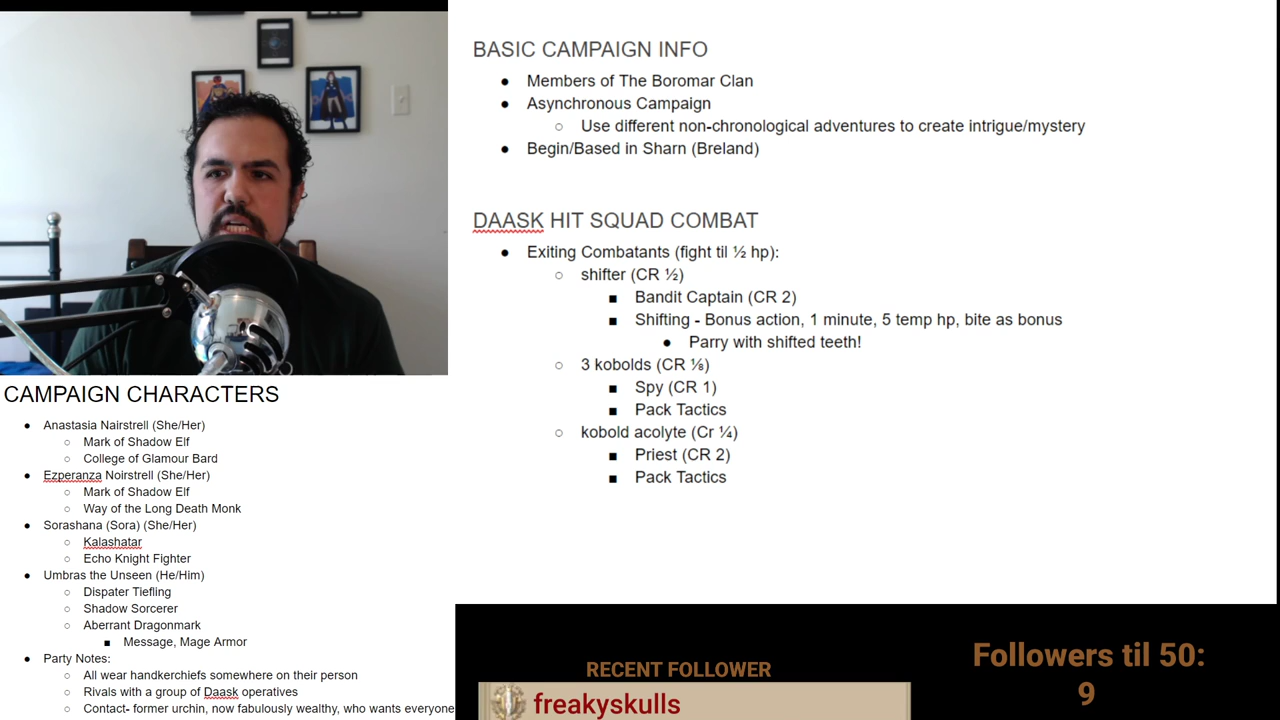 BASIC CAMPAIGN INFO
● Members of The Boromar Clan
● Asynchronous Campaign
○ Use different non-chronological adventures to create intrigue/mystery
● Begin/Based in Sharn (Breland)
DAASK HIT SQUAD COMBAT
● Exiting Combatants (fight til ½ hp):
○ shifter (CR ½)
■ Bandit Captain (CR 2)
■ Shifting - Bonus action, 1 minute, 5 temp hp, bite as bonus
● Parry with shifted teeth!
○ 3 kobolds (CR ⅛)
■ Spy (CR 1)
■ Pack Tactics
○ kobold acolyte (Cr ¼)
■ Priest (CR 2)
■ Pack Tactics
CAMPAIGN CHARACTERS
● Anastasia Nairstrell (She/Her)
○ Mark of Shadow Elf
○ College of Glamour Bard
● Ezperanza Noirstrell (She/Her)
○ Mark of Shadow Elf
○ Way of the Long Death Monk
● Sorashana (Sora) (She/Her)
○ Kalashatar
○ Echo Knight Fighter
● Umbras the Unseen (He/Him)
○ Dispater Tiefling
○ Shadow Sorcerer
○ Aberrant Dragonmark
■ Message, Mage Armor
● Party Notes:
○ All wear handkerchiefs somewhere on their person
○ Rivals with a group of Daask operatives
○ Contact- former urchin, now fabulously wealthy, who wants everyone
RECENT FOLLOWER
freakyskulls
Followers til 50:
9